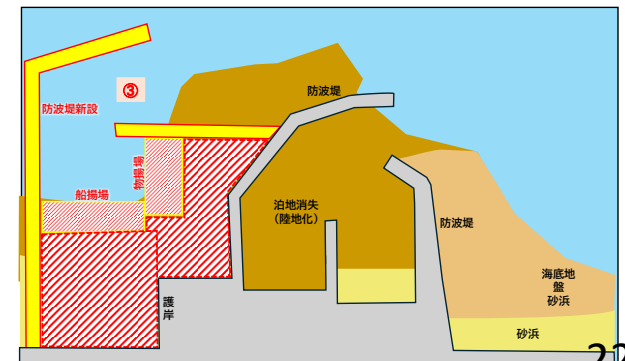 ③
防波堤
防波堤新設
物揚場
船揚場
泊地消失
（陸地化）
防波堤
護岸
海底地
盤
砂浜
砂浜
22